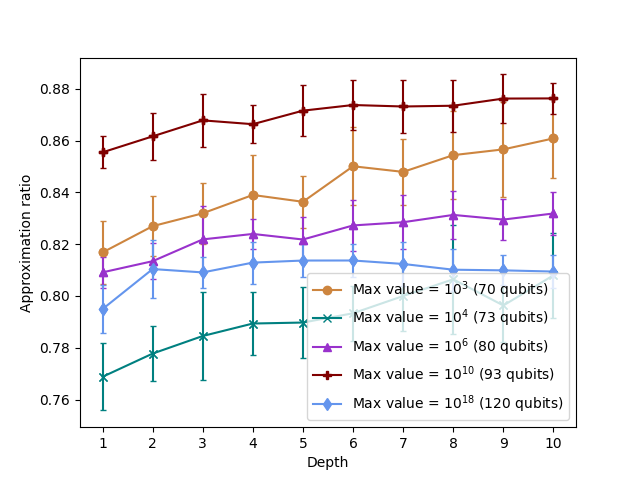 0.88
0.86
0.84
0.82
0.80
0.78
0.76
Approximation ratio
Max value = 10³ (70 qubits)
Max value = 10⁴ (73 qubits)
Max value = 10⁶ (80 qubits)
Max value = 10¹⁰ (93 qubits)
Max value = 10¹⁸ (120 qubits)
1 2 3 4 5 6 7 8 9 10
Depth